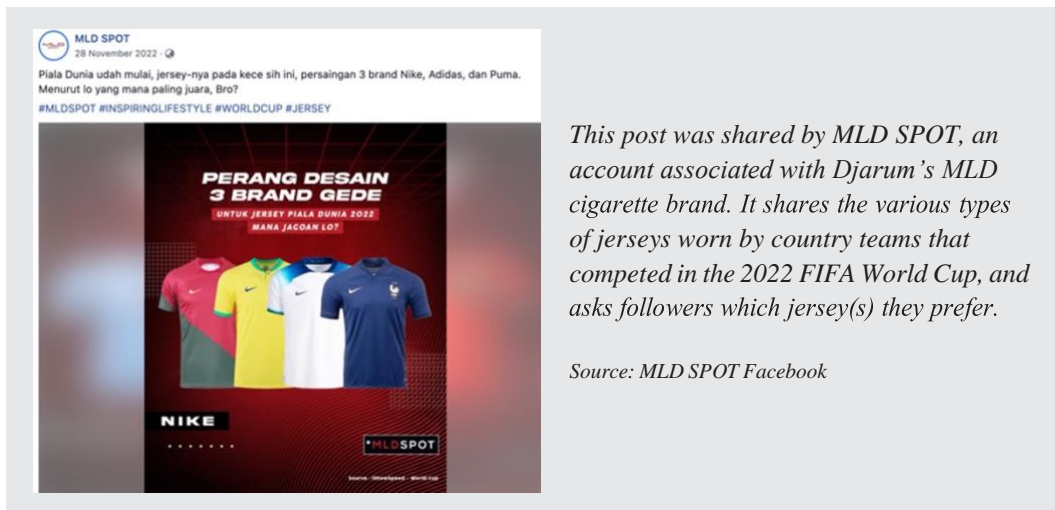 MLD SPOT
28 November 2022 ·
Piala Dunia udah mulai, jersey-nya pada kece sih ini, persaingan 3 brand Nike, Adidas, dan Puma.
Menurut lo yang mana paling juara, Bro?
#MLDSPOT #INSPIRINGLIFESTYLE #WORLDCUP #JERSEY
PERANG DESAIN
3 BRAND GEDE
UNTUK JERSEY PIALA DUNIA 2022
MANA JAGOAN LO?
NIKE
MLDSPOT
This post was shared by MLD SPOT, an
account associated with Djarum's MLD
cigarette brand. It shares the various types
of jerseys worn by country teams that
competed in the 2022 FIFA World Cup, and
asks followers which jersey(s) they prefer.
Source: MLD SPOT Facebook